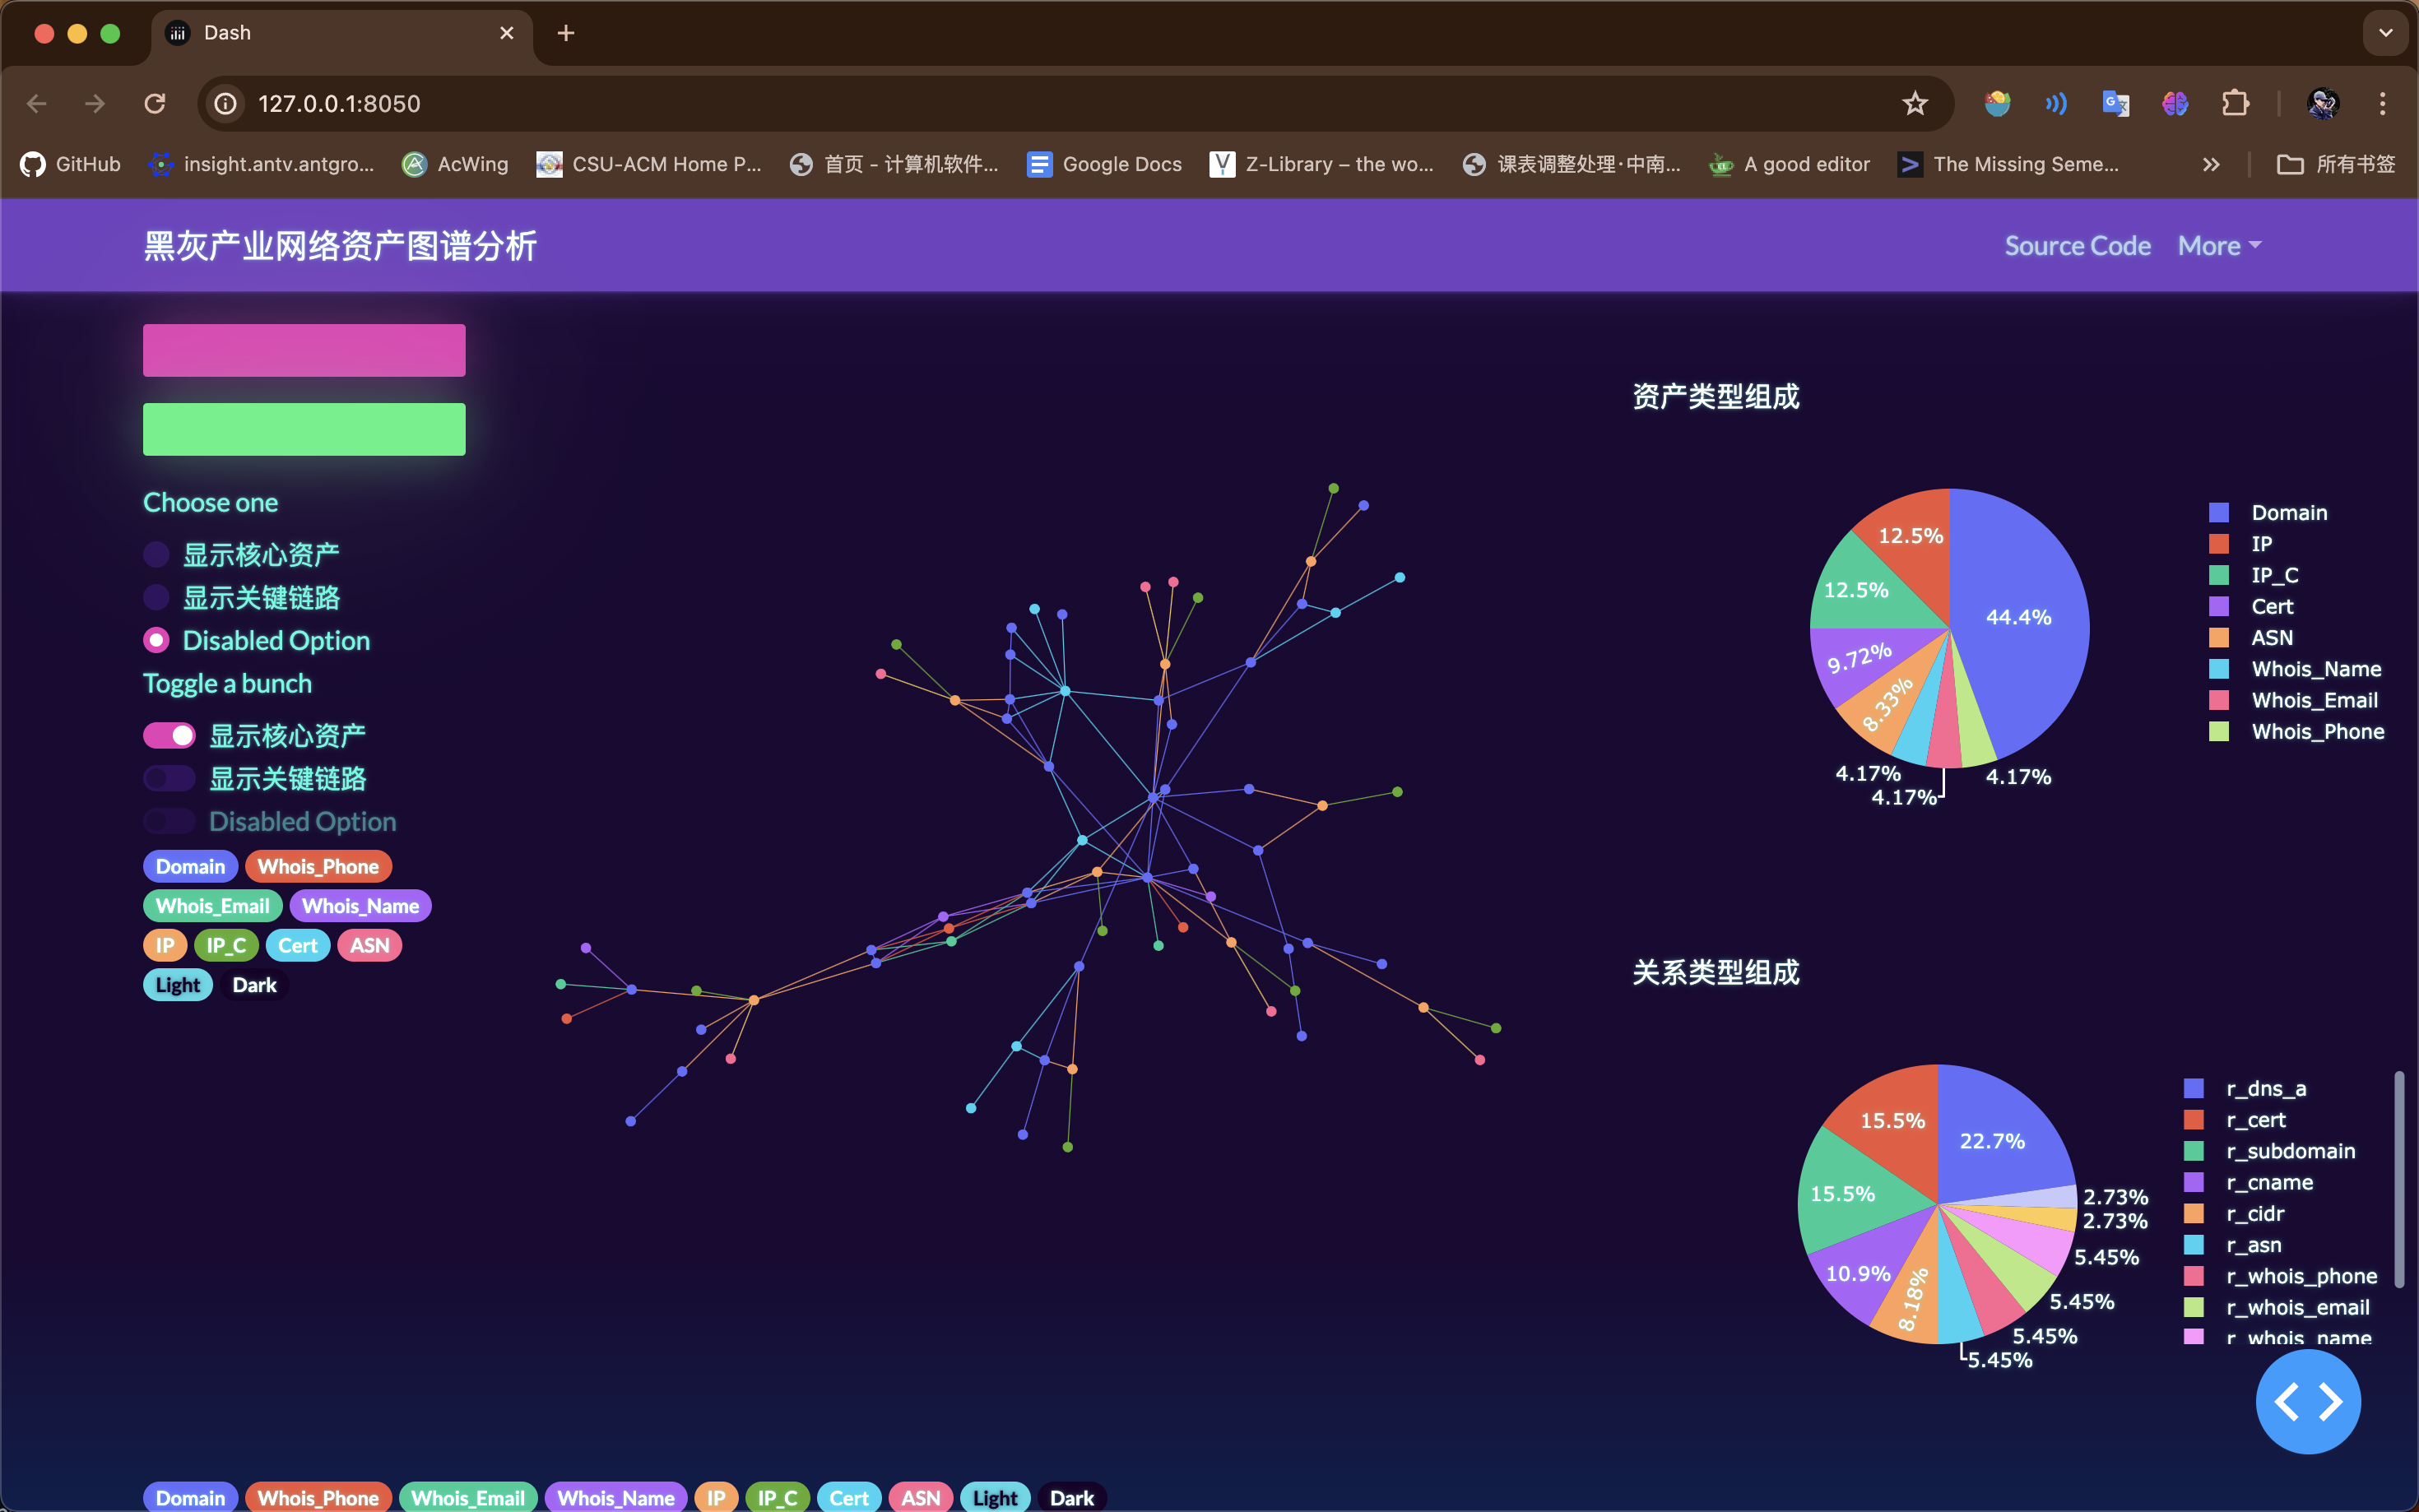 Dash
127.0.0.1:8050
GitHub insight.antv.antgro... AcWing CSU-ACM Home P... 首页 - 计算机软件... Google Docs Z-Library – the wo... 课表调整处理·中南... A good editor The Missing Seme... 所有书签
黑灰产业网络资产图谱分析 Source Code More
Choose one
显示核心资产
显示关键链路
Disabled Option
Toggle a bunch
显示核心资产
显示关键链路
Disabled Option
Domain Whois_Phone
Whois_Email Whois_Name
IP IP_C Cert ASN
Light Dark
资产类型组成
44.4%
12.5%
12.5%
9.72%
8.33%
4.17%
4.17%
4.17%
Domain
IP
IP_C
Cert
ASN
Whois_Name
Whois_Email
Whois_Phone
关系类型组成
22.7%
15.5%
15.5%
10.9%
8.18%
5.45%
5.45%
5.45%
5.45%
2.73%
2.73%
r_dns_a
r_cert
r_subdomain
r_cname
r_cidr
r_asn
r_whois_phone
r_whois_email
r_whois_name
Domain Whois_Phone Whois_Email Whois_Name IP IP_C Cert ASN Light Dark